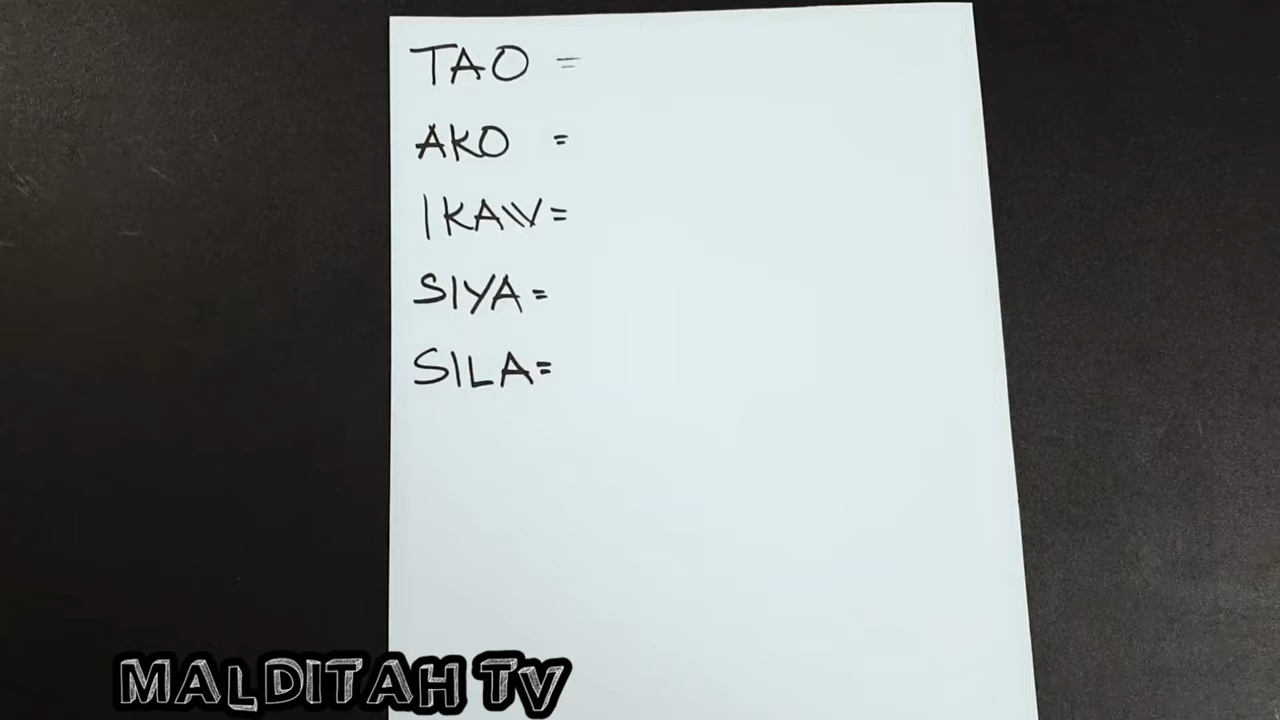 TAO =
AKO =
IKAW=
SIYA=
SILA=
MALDITAH TV